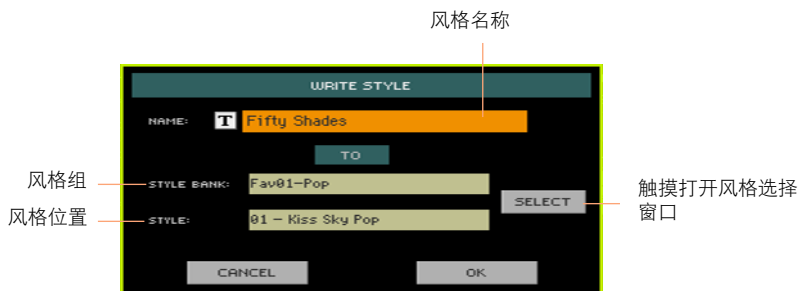 风格名称
WRITE STYLE
NAME: T Fifty Shades
TO
风格组
STYLE BANK: Fav01-Pop
SELECT
触摸打开风格选择
窗口
风格位置
STYLE: 01 - Kiss Sky Pop
CANCEL OK